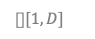 ▯[1, D]